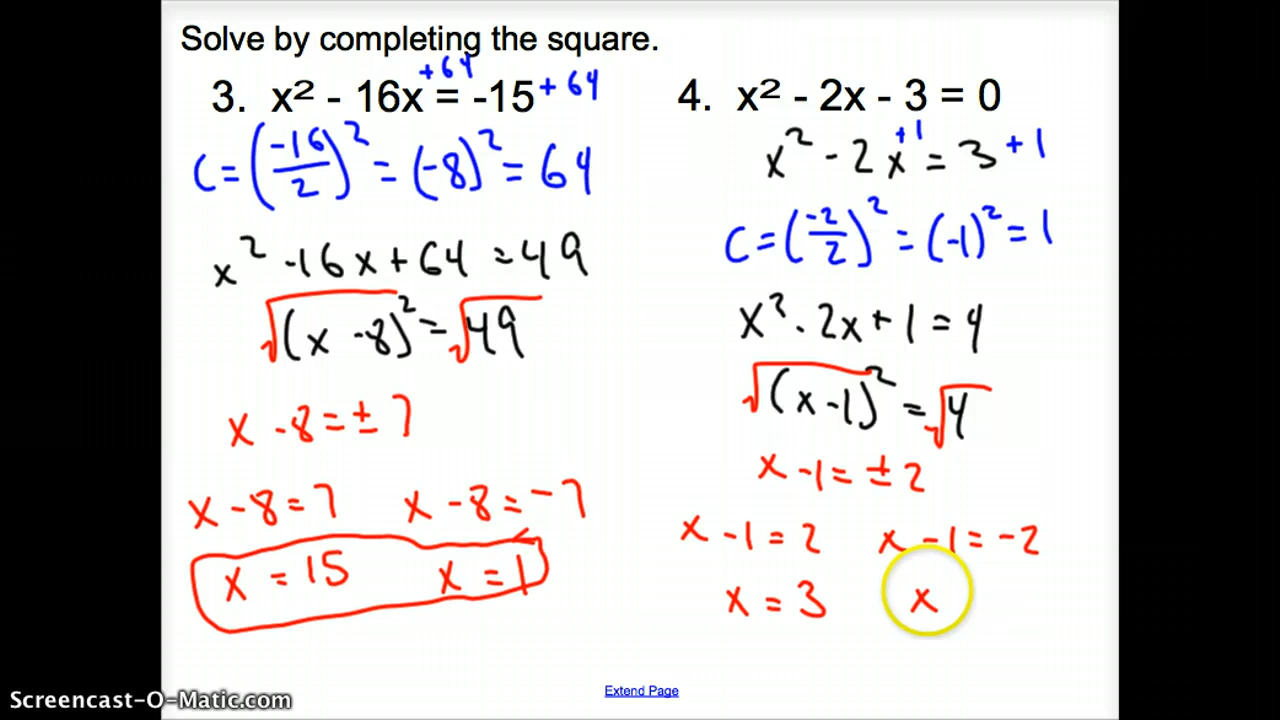 Solve by completing the square.
3. x² - 16x +64 = -15 + 64
C = (-16/2)² = (-8)² = 64
x² - 16x + 64 = 49
√(x - 8)² = √49
x - 8 = ± 7
x - 8 = 7 x - 8 = -7
x = 15 x = 1
4. x² - 2x - 3 = 0
x² - 2x +1 = 3 + 1
C = (-2/2)² = (-1)² = 1
x² - 2x + 1 = 4
√(x - 1)² = √4
x - 1 = ± 2
x - 1 = 2 x - 1 = -2
x = 3 x
Extend Page
Screencast-O-Matic.com